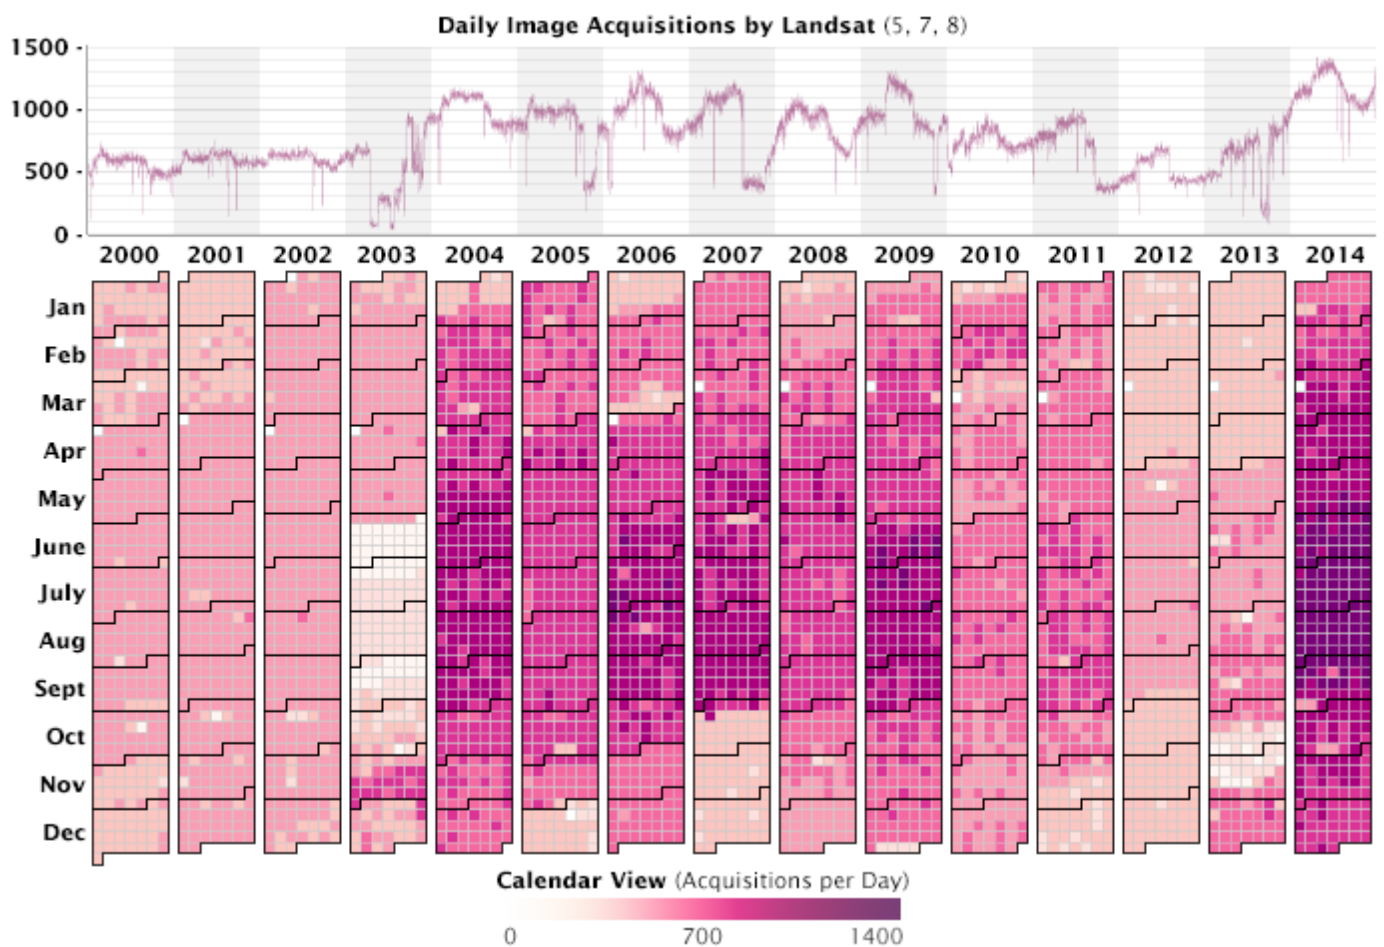 Daily Image Acquisitions by Landsat (5, 7, 8)
1500 -
1000 -
500 -
0 -
2000 2001 2002 2003 2004 2005 2006 2007 2008 2009 2010 2011 2012 2013 2014
Jan
Feb
Mar
Apr
May
June
July
Aug
Sept
Oct
Nov
Dec
Calendar View (Acquisitions per Day)
0 700 1400